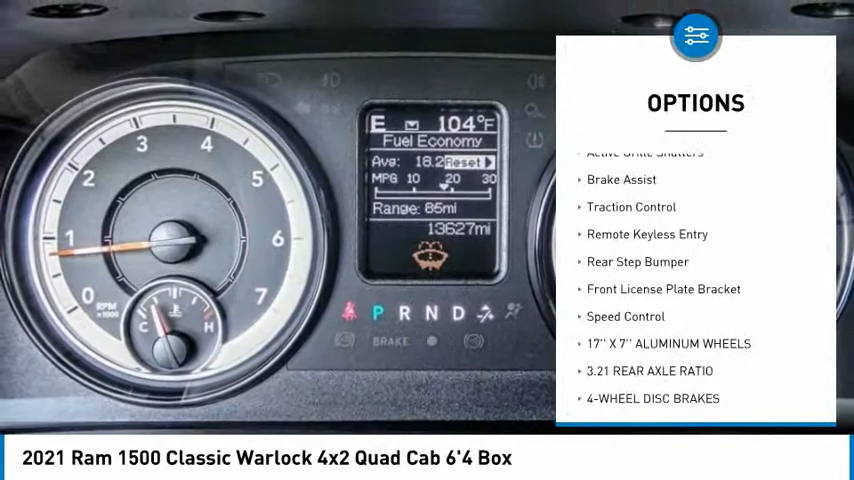 E 104°F
Fuel Economy
Avg: 18.2 Reset
MPG 10 20 30
Range: 85mi
13627mi
0 1 2 3 4 5 6 7
RPM
x1000
C H
P R N D
BRAKE
OPTIONS
Active Grille Shutters
Brake Assist
Traction Control
Remote Keyless Entry
Rear Step Bumper
Front License Plate Bracket
Speed Control
17'' X 7'' ALUMINUM WHEELS
3.21 REAR AXLE RATIO
4-WHEEL DISC BRAKES
2021 Ram 1500 Classic Warlock 4x2 Quad Cab 6'4 Box